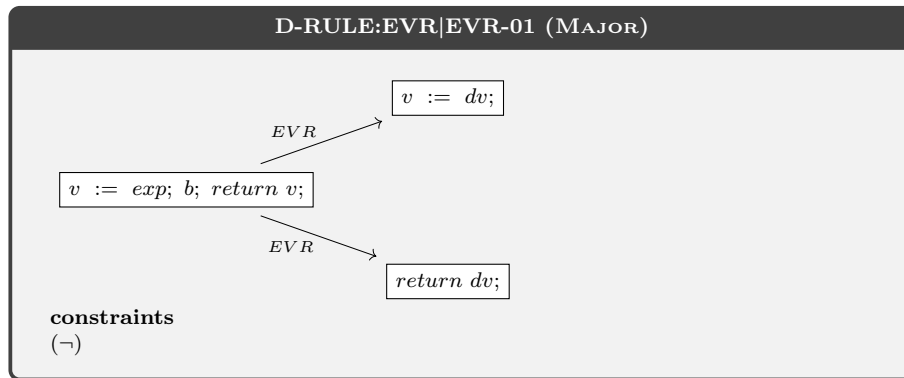 D-RULE:EVR|EVR-01 (MAJOR)
v := dv;
EVR
v := exp; b; return v;
EVR
return dv;
constraints
(¬)